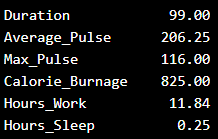 Duration 99.00
Average_Pulse 206.25
Max_Pulse 116.00
Calorie_Burnage 825.00
Hours_Work 11.84
Hours_Sleep 0.25